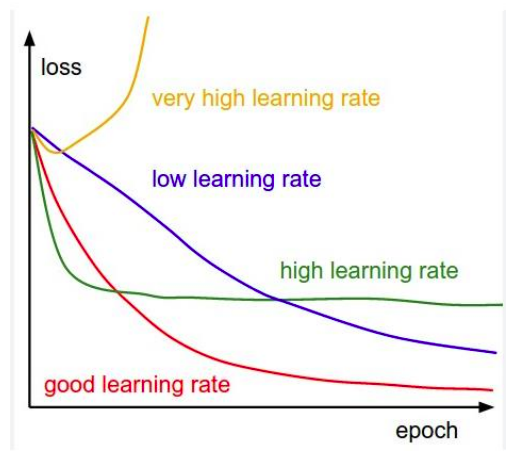 loss
very high learning rate
low learning rate
high learning rate
good learning rate
epoch